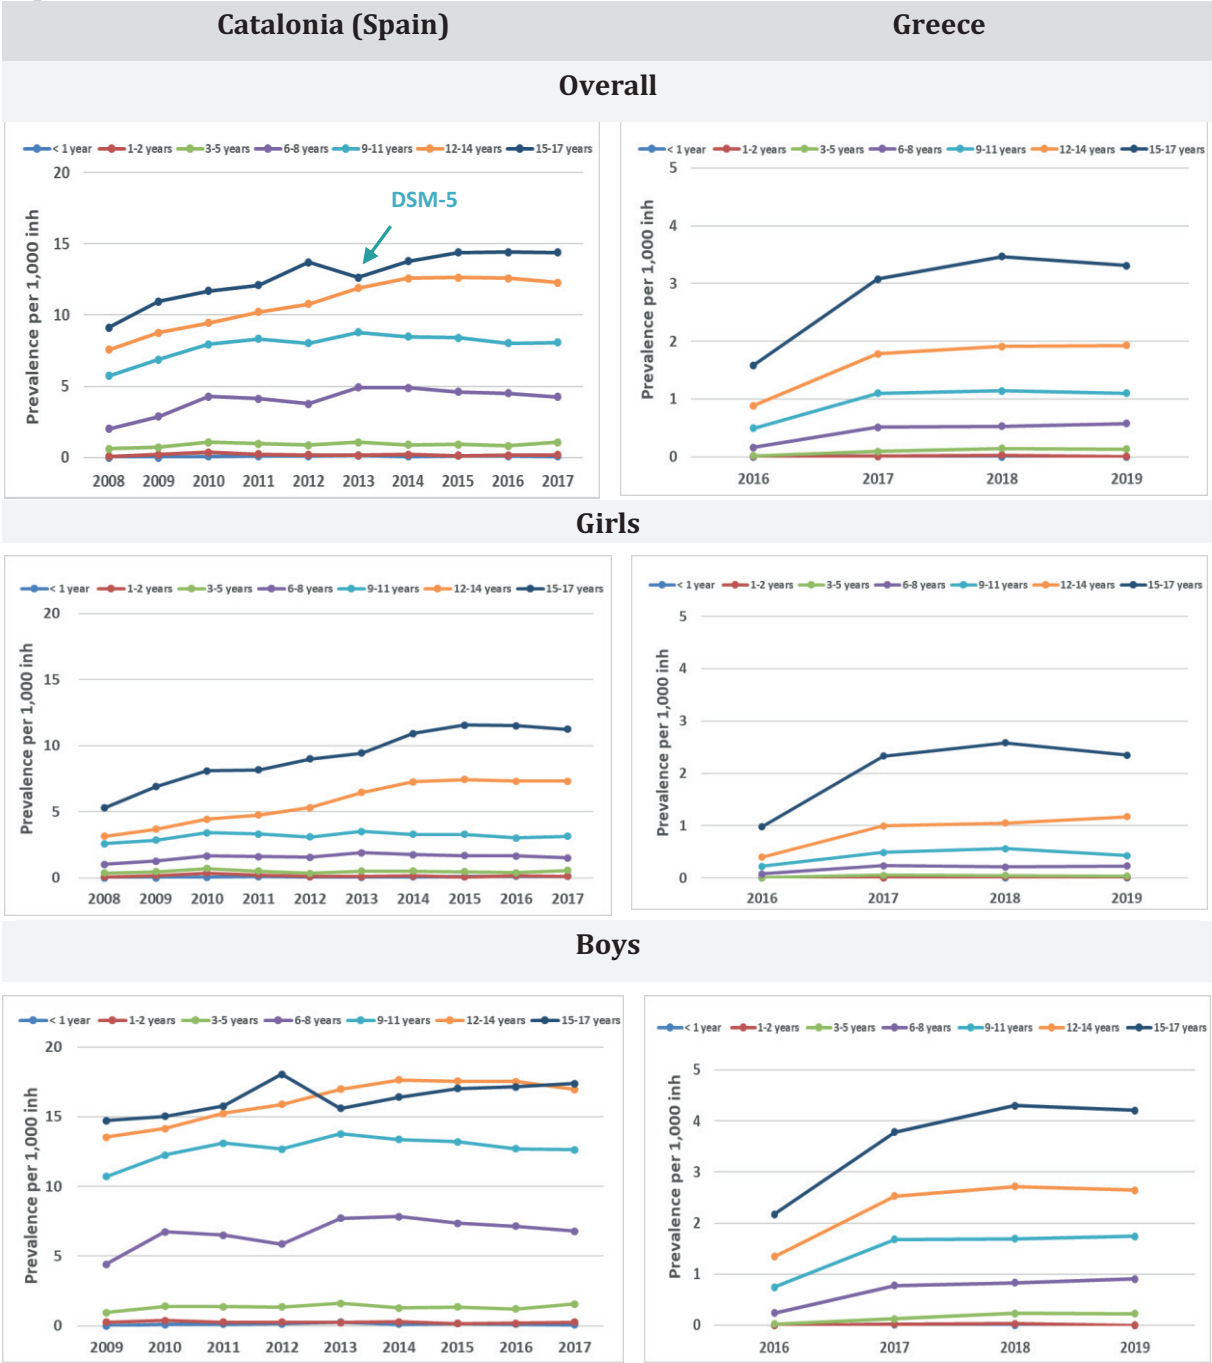 Catalonia (Spain) Greece
Overall
< 1 year 1-2 years 3-5 years 6-8 years 9-11 years 12-14 years 15-17 years
20
15
10
5
0
Prevalence per 1,000 inh
DSM-5
2008 2009 2010 2011 2012 2013 2014 2015 2016 2017
< 1 year 1-2 years 3-5 years 6-8 years 9-11 years 12-14 years 15-17 years
5
4
3
2
1
0
Prevalence per 1,000 inh
2016 2017 2018 2019
Girls
< 1 year 1-2 years 3-5 years 6-8 years 9-11 years 12-14 years 15-17 years
20
15
10
5
0
Prevalence per 1,000 inh
2008 2009 2010 2011 2012 2013 2014 2015 2016 2017
< 1 year 1-2 years 3-5 years 6-8 years 9-11 years 12-14 years 15-17 years
5
4
3
2
1
0
Prevalence per 1,000 inh
2016 2017 2018 2019
Boys
< 1 year 1-2 years 3-5 years 6-8 years 9-11 years 12-14 years 15-17 years
20
15
10
5
0
Prevalence per 1,000 inh
2009 2010 2011 2012 2013 2014 2015 2016 2017
< 1 year 1-2 years 3-5 years 6-8 years 9-11 years 12-14 years 15-17 years
5
4
3
2
1
0
Prevalence per 1,000 inh
2016 2017 2018 2019